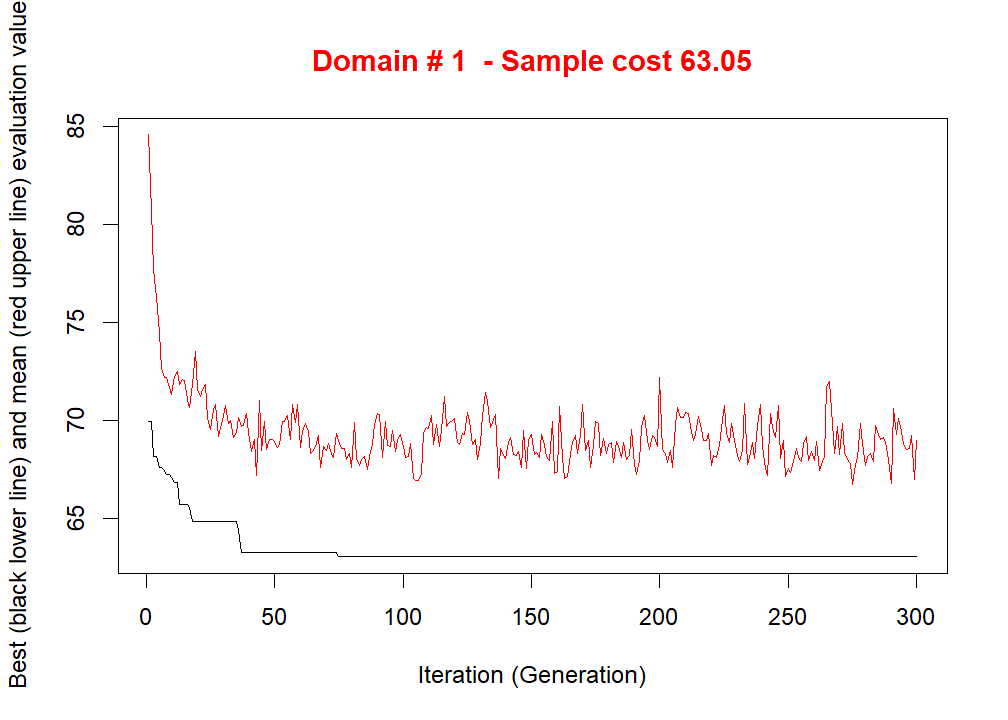 Domain # 1  - Sample cost 63.05
Best (black lower line) and mean (red upper line) evaluation value
85
80
75
70
65
0 50 100 150 200 250 300
Iteration (Generation)